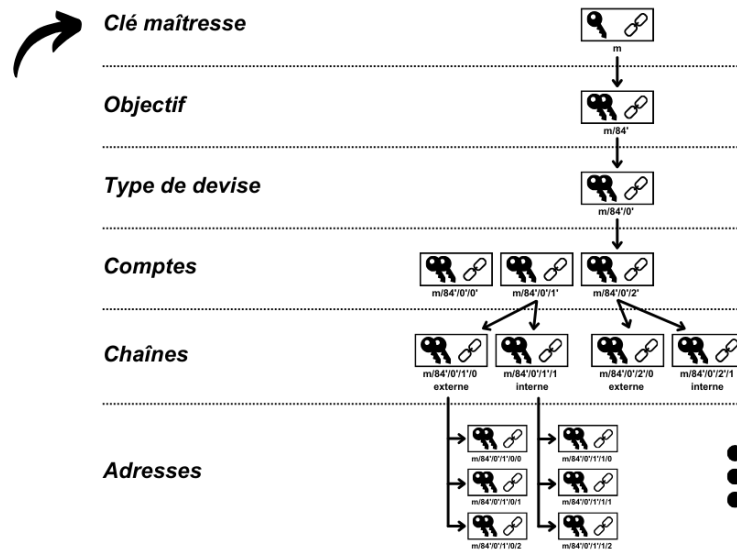 Clé maîtresse
m
Objectif
m/84'
Type de devise
m/84'/0'
Comptes
m/84'/0'/0'
m/84'/0'/1'
m/84'/0'/2'
Chaînes
m/84'/0'/1'/0
externe
m/84'/0'/1'/1
interne
m/84'/0'/2'/0
externe
m/84'/0'/2'/1
interne
Adresses
m/84'/0'/1'/0/0
m/84'/0'/1'/1/0
m/84'/0'/1'/0/1
m/84'/0'/1'/1/1
m/84'/0'/1'/0/2
m/84'/0'/1'/1/2